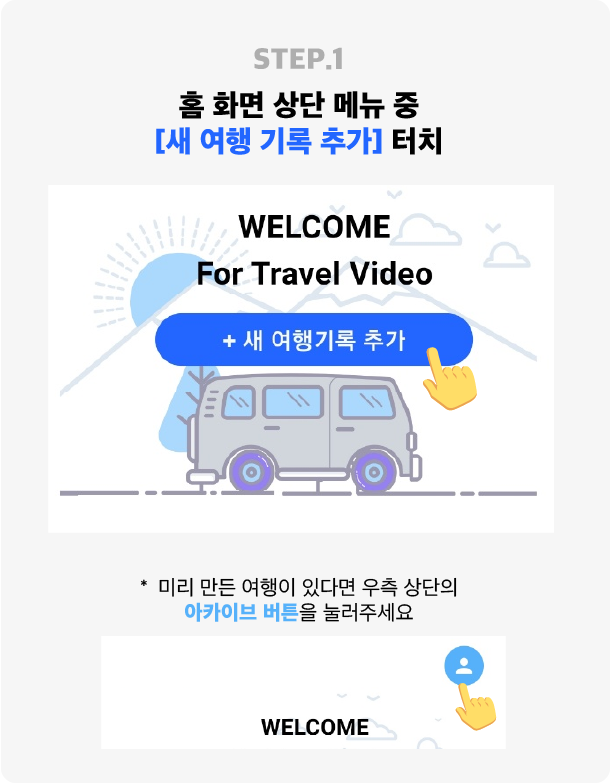 STEP.1
홈 화면 상단 메뉴 중
[새 여행 기록 추가] 터치
WELCOME
For Travel Video
+ 새 여행기록 추가
* 미리 만든 여행이 있다면 우측 상단의
아카이브 버튼을 눌러주세요
WELCOME